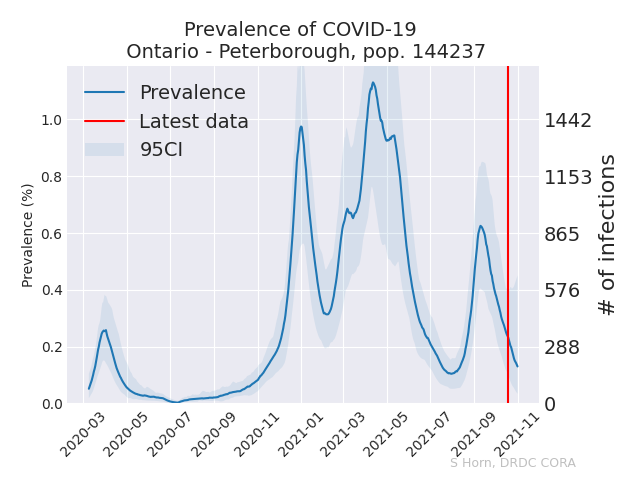 Prevalence of COVID-19
Ontario - Peterborough, pop. 144237
Prevalence
Latest data
95CI
Prevalence (%)
1.0
0.8
0.6
0.4
0.2
0.0
1442
1153
865
576
288
0
# of infections
2020-03
2020-05
2020-07
2020-09
2020-11
2021-01
2021-03
2021-05
2021-07
2021-09
2021-11
S Horn, DRDC CORA